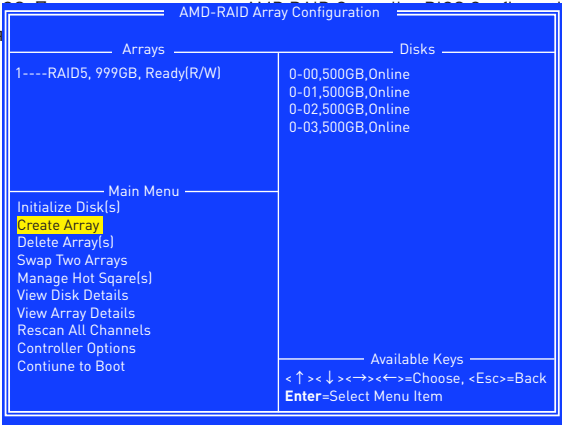 AMD-RAID Array Configuration
Arrays
1----RAID5, 999GB, Ready(R/W)
Disks
0-00,500GB,Online
0-01,500GB,Online
0-02,500GB,Online
0-03,500GB,Online
Main Menu
Initialize Disk(s)
Create Array
Delete Array(s)
Swap Two Arrays
Manage Hot Sqare(s)
View Disk Details
View Array Details
Rescan All Channels
Controller Options
Contiune to Boot
Available Keys
<↑><↓><→><←>=Choose, <Esc>=Back
Enter=Select Menu Item